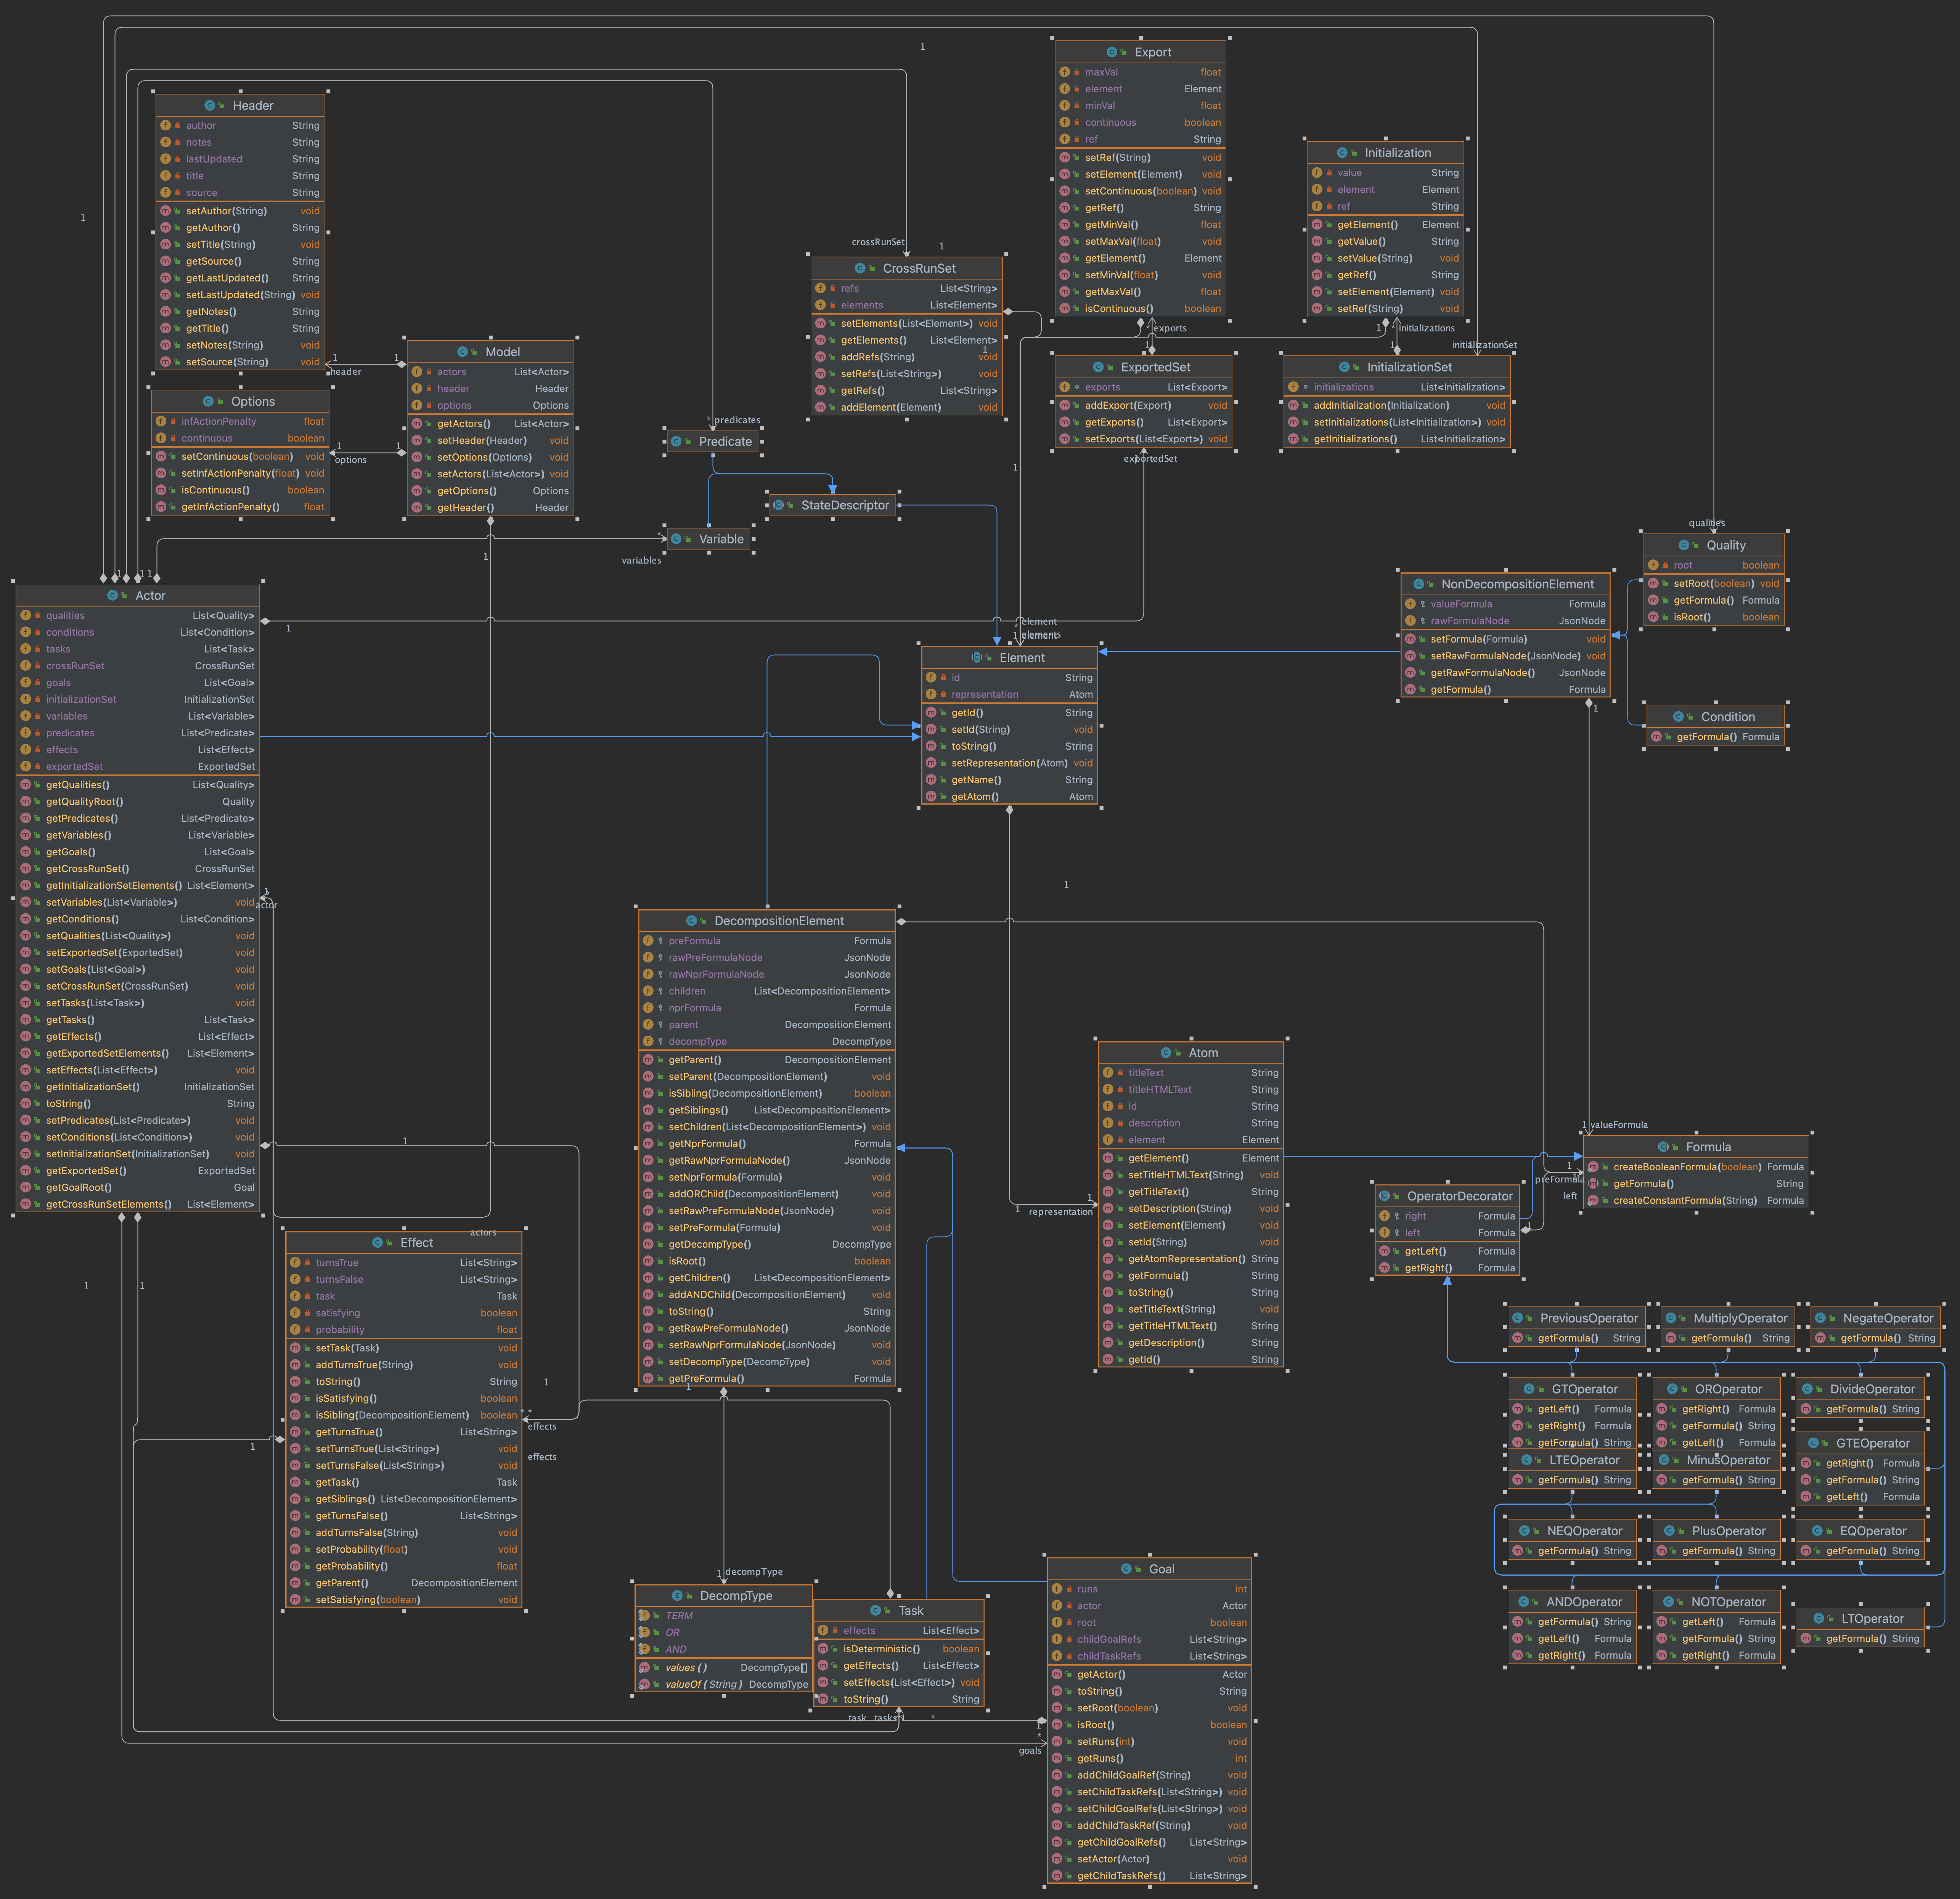 Header
author String
notes String
lastUpdated String
title String
source String
setAuthor(String) void
getAuthor() String
setTitle(String) void
getSource() String
getLastUpdated() String
setLastUpdated(String) void
getNotes() String
getTitle() String
setNotes(String) void
setSource(String) void
Options
infActionPenalty float
continuous boolean
setContinuous(boolean) void
setInfActionPenalty(float) void
isContinuous() boolean
getInfActionPenalty() float
1
1
header
1
1
options
Model
actors List<Actor>
header Header
options Options
getActors() List<Actor>
setHeader(Header) void
setOptions(Options) void
setActors(List<Actor>) void
getOptions() Options
getHeader() Header
1
crossRunSet
1
1
1
CrossRunSet
refs List<String>
elements List<Element>
setElements(List<Element>) void
getElements() List<Element>
addRefs(String) void
setRefs(List<String>) void
getRefs() List<String>
addElement(Element) void
1
Export
maxVal float
element Element
minVal float
continuous boolean
ref String
setRef(String) void
setElement(Element) void
setContinuous(boolean) void
getRef() String
getMinVal() float
setMaxVal(float) void
getElement() Element
setMinVal(float) void
getMaxVal() float
isContinuous() boolean
* exports
1
ExportedSet
exports List<Export>
addExport(Export) void
getExports() List<Export>
setExports(List<Export>) void
exportedSet
Initialization
value String
element Element
ref String
getElement() Element
getValue() String
setValue(String) void
getRef() String
setElement(Element) void
setRef(String) void
1 * initializations
1
initializationSet
InitializationSet
initializations List<Initialization>
addInitialization(Initialization) void
setInitializations(List<Initialization>) void
getInitializations() List<Initialization>
* predicates
Predicate
StateDescriptor
Variable
*
variables
1
qualities
Quality
root boolean
setRoot(boolean) void
getFormula() Formula
isRoot() boolean
NonDecompositionElement
valueFormula Formula
rawFormulaNode JsonNode
setFormula(Formula) void
setRawFormulaNode(JsonNode) void
getRawFormulaNode() JsonNode
getFormula() Formula
1
Condition
getFormula() Formula
1 1 1
Actor
qualities List<Quality>
conditions List<Condition>
tasks List<Task>
crossRunSet CrossRunSet
goals List<Goal>
initializationSet InitializationSet
variables List<Variable>
predicates List<Predicate>
effects List<Effect>
exportedSet ExportedSet
getQualities() List<Quality>
getQualityRoot() Quality
getPredicates() List<Predicate>
getVariables() List<Variable>
getGoals() List<Goal>
getCrossRunSet() CrossRunSet
getInitializationSetElements() List<Element>
setVariables(List<Variable>) void
getConditions() List<Condition>
setQualities(List<Quality>) void
setExportedSet(ExportedSet) void
setGoals(List<Goal>) void
setCrossRunSet(CrossRunSet) void
setTasks(List<Task>) void
getTasks() List<Task>
getEffects() List<Effect>
getExportedSetElements() List<Element>
setEffects(List<Effect>) void
getInitializationSet() InitializationSet
toString() String
setPredicates(List<Predicate>) void
setConditions(List<Condition>) void
setInitializationSet(InitializationSet) void
getExportedSet() ExportedSet
getGoalRoot() Goal
getCrossRunSetElements() List<Element>
1
actor
1
1
element
1 elements
Element
id String
representation Atom
getId() String
setId(String) void
toString() String
setRepresentation(Atom) void
getName() String
getAtom() Atom
1
DecompositionElement
preFormula Formula
rawPreFormulaNode JsonNode
rawNprFormulaNode JsonNode
children List<DecompositionElement>
nprFormula Formula
parent DecompositionElement
decompType DecompType
getParent() DecompositionElement
setParent(DecompositionElement) void
isSibling(DecompositionElement) boolean
getSiblings() List<DecompositionElement>
setChildren(List<DecompositionElement>) void
getNprFormula() Formula
getRawNprFormulaNode() JsonNode
setNprFormula(Formula) void
addORChild(DecompositionElement) void
setRawPreFormulaNode(JsonNode) void
setPreFormula(Formula) void
getDecompType() DecompType
isRoot() boolean
getChildren() List<DecompositionElement>
addANDChild(DecompositionElement) void
toString() String
getRawPreFormulaNode() JsonNode
setRawNprFormulaNode(JsonNode) void
setDecompType(DecompType) void
getPreFormula() Formula
1
Atom
titleText String
titleHTMLText String
id String
description String
element Element
getElement() Element
setTitleHTMLText(String) void
getTitleText() String
setDescription(String) void
setElement(Element) void
setId(String) void
getAtomRepresentation() String
getFormula() String
toString() String
setTitleText(String) void
getTitleHTMLText() String
getDescription() String
getId() String
1
1 representation
1 valueFormula
Formula
createBooleanFormula(boolean) Formula
getFormula() String
createConstantFormula(String) Formula
1
preFormula
left
OperatorDecorator
right Formula
left Formula
getLeft() Formula
getRight() Formula
1
actors
Effect
turnsTrue List<String>
turnsFalse List<String>
task Task
satisfying boolean
probability float
setTask(Task) void
addTurnsTrue(String) void
toString() String
isSatisfying() boolean
isSibling(DecompositionElement) boolean
getTurnsTrue() List<String>
setTurnsTrue(List<String>) void
setTurnsFalse(List<String>) void
getTask() Task
getSiblings() List<DecompositionElement>
getTurnsFalse() List<String>
addTurnsFalse(String) void
setProbability(float) void
getProbability() float
getParent() DecompositionElement
setSatisfying(boolean) void
1
1
1
1
* *
effects
effects
PreviousOperator
getFormula() String
MultiplyOperator
getFormula() String
NegateOperator
getFormula() String
GTOperator
getLeft() Formula
getRight() Formula
getFormula() String
OROperator
getRight() Formula
getFormula() String
getLeft() Formula
DivideOperator
getFormula() String
LTEOperator
getFormula() String
MinusOperator
getFormula() String
GTEOperator
getRight() Formula
getFormula() String
getLeft() Formula
NEQOperator
getFormula() String
PlusOperator
getFormula() String
EQOperator
getFormula() String
ANDOperator
getFormula() String
getLeft() Formula
getRight() Formula
NOTOperator
getLeft() Formula
getFormula() String
getRight() Formula
LTOperator
getFormula() String
1 decompType
DecompType
TERM
OR
AND
values () DecompType[]
valueOf ( String ) DecompType
Task
effects List<Effect>
isDeterministic() boolean
getEffects() List<Effect>
setEffects(List<Effect>) void
toString() String
task tasks 1 *
Goal
runs int
actor Actor
root boolean
childGoalRefs List<String>
childTaskRefs List<String>
getActor() Actor
toString() String
setRoot(boolean) void
isRoot() boolean
setRuns(int) void
getRuns() int
addChildGoalRef(String) void
setChildTaskRefs(List<String>) void
setChildGoalRefs(List<String>) void
addChildTaskRef(String) void
getChildGoalRefs() List<String>
setActor(Actor) void
getChildTaskRefs() List<String>
1
*
goals